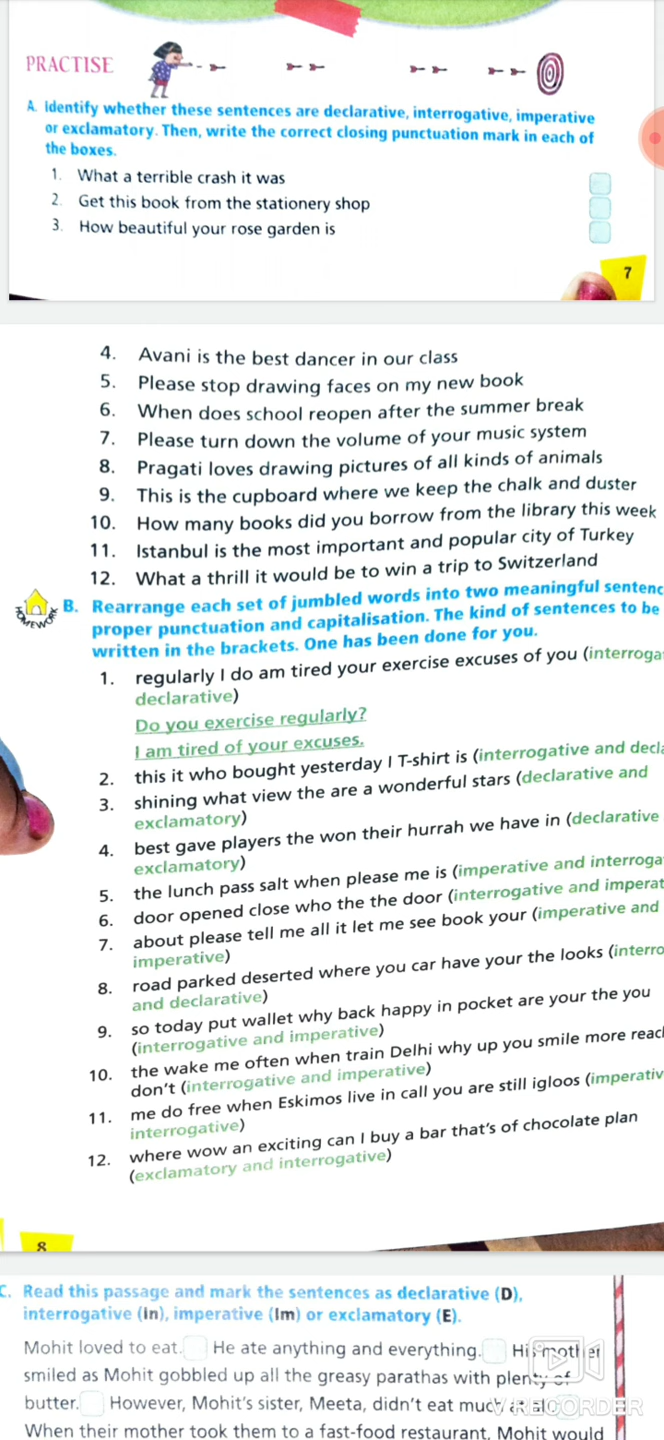 PRACTISE
A. Identify whether these sentences are declarative, interrogative, imperative
or exclamatory. Then, write the correct closing punctuation mark in each of
the boxes.
1. What a terrible crash it was
2. Get this book from the stationery shop
3. How beautiful your rose garden is
7
4. Avani is the best dancer in our class
5. Please stop drawing faces on my new book
6. When does school reopen after the summer break
7. Please turn down the volume of your music system
8. Pragati loves drawing pictures of all kinds of animals
9. This is the cupboard where we keep the chalk and duster
10. How many books did you borrow from the library this week
11. Istanbul is the most important and popular city of Turkey
12. What a thrill it would be to win a trip to Switzerland
HOMEWORK
B. Rearrange each set of jumbled words into two meaningful sentenc
proper punctuation and capitalisation. The kind of sentences to be
written in the brackets. One has been done for you.
1. regularly I do am tired your exercise excuses of you (interroga
declarative)
Do you exercise regularly?
I am tired of your excuses.
2. this it who bought yesterday I T-shirt is (interrogative and decla
3. shining what view the are a wonderful stars (declarative and
exclamatory)
4. best gave players the won their hurrah we have in (declarative
exclamatory)
5. the lunch pass salt when please me is (imperative and interroga
6. door opened close who the the door (interrogative and imperat
7. about please tell me all it let me see book your (imperative and
imperative)
8. road parked deserted where you car have your the looks (interro
and declarative)
9. so today put wallet why back happy in pocket are your the you
(interrogative and imperative)
10. the wake me often when train Delhi why up you smile more reach
don't (interrogative and imperative)
11. me do free when Eskimos live in call you are still igloos (imperativ
interrogative)
12. where wow an exciting can I buy a bar that's of chocolate plan
(exclamatory and interrogative)
8
C. Read this passage and mark the sentences as declarative (D),
interrogative (In), imperative (Im) or exclamatory (E).
Mohit loved to eat. He ate anything and everything. His mother
smiled as Mohit gobbled up all the greasy parathas with plenty of
butter. However, Mohit's sister, Meeta, didn't eat much
V RECORDER
When their mother took them to a fast-food restaurant, Mohit would